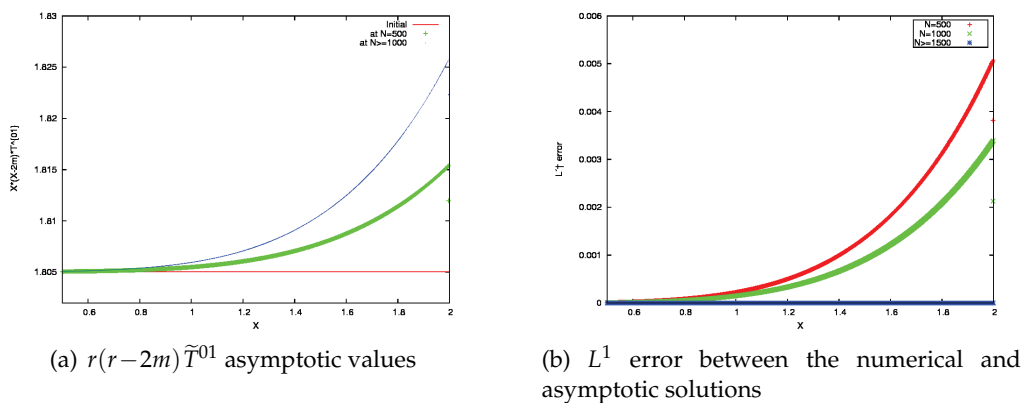 1.83
1.825
1.82
1.815
1.81
1.805
X*(X-2m)*T^{01}
Initial
at N=500
at N>=1000
0.6 0.8 1 1.2 1.4 1.6 1.8 2
X
0.006
0.005
0.004
0.003
0.002
0.001
0
L^† error
N=500
N=1000
N>=1500
0.6 0.8 1 1.2 1.4 1.6 1.8 2
X
(a) r(r−2m)T̃⁰¹ asymptotic values
(b) L¹ error between the numerical and
asymptotic solutions